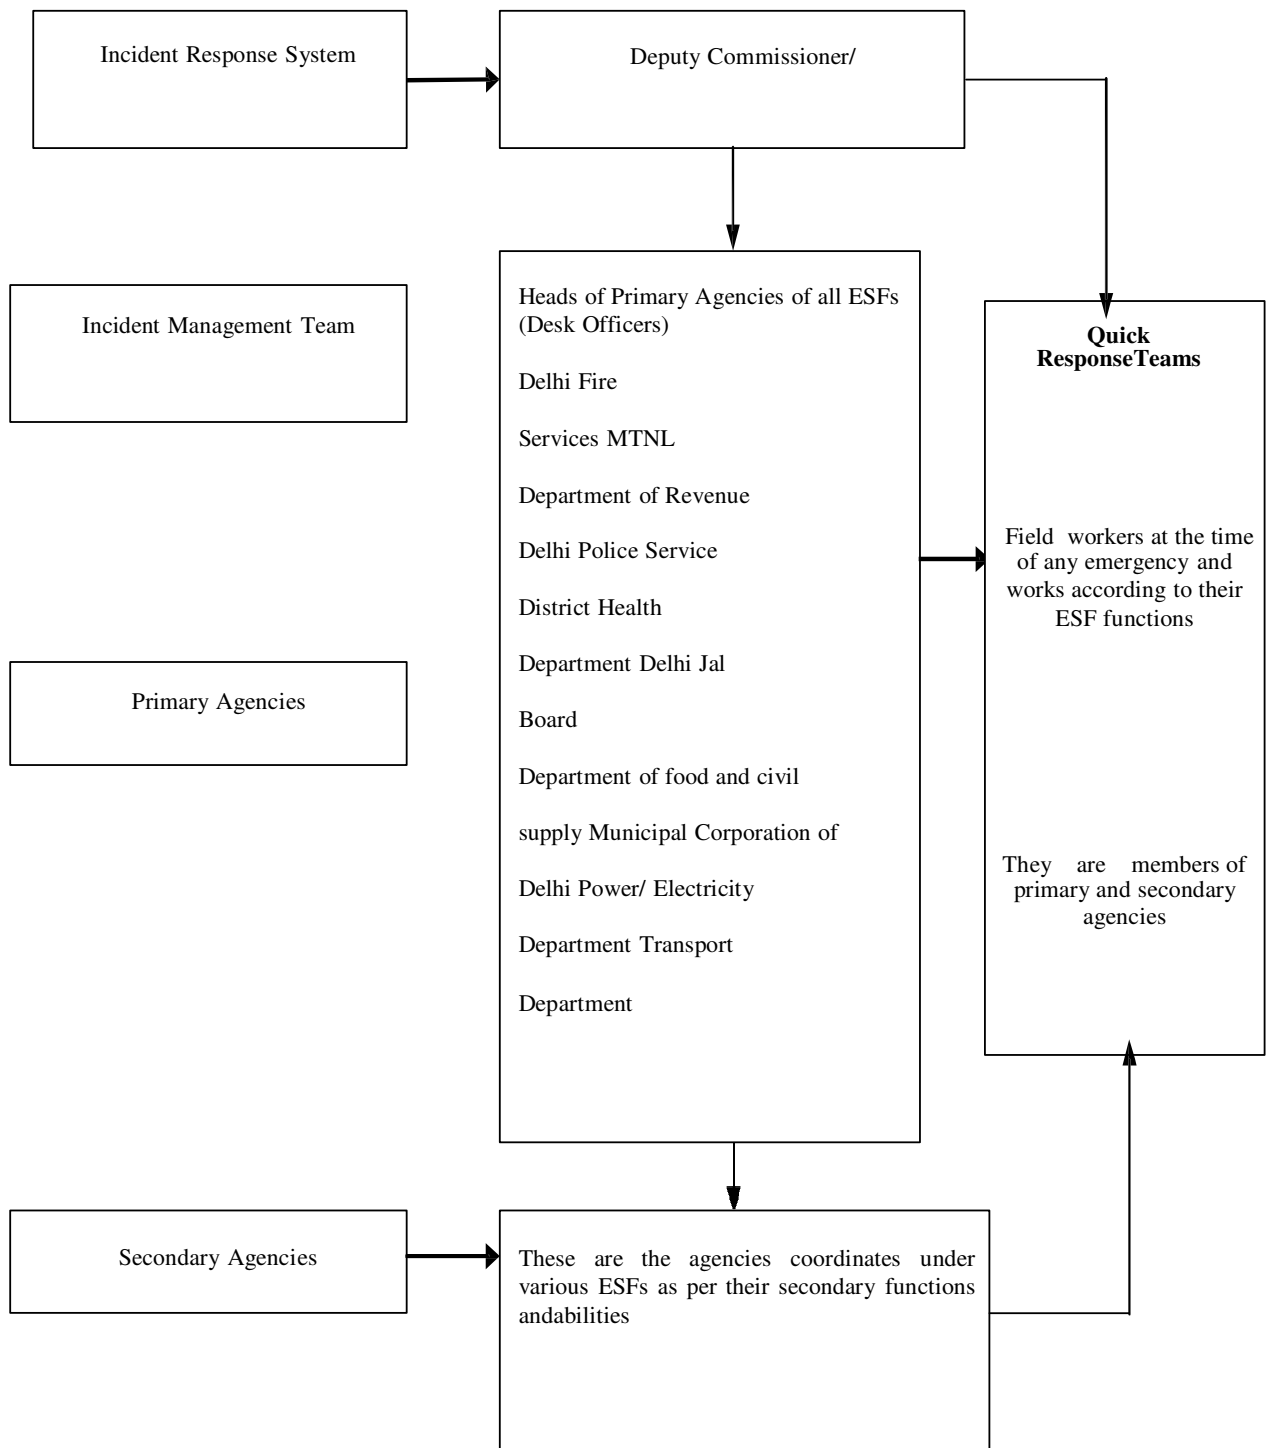 Incident Response System
Deputy Commissioner/
Incident Management Team
Heads of Primary Agencies of all ESFs
(Desk Officers)
Delhi Fire
Services MTNL
Department of Revenue
Delhi Police Service
District Health
Department Delhi Jal
Board
Department of food and civil
supply Municipal Corporation of
Delhi Power/ Electricity
Department Transport
Department
Quick
ResponseTeams
Field workers at the time
of any emergency and
works according to their
ESF functions
They are members of
primary and secondary
agencies
Primary Agencies
Secondary Agencies
These are the agencies coordinates under
various ESFs as per their secondary functions
andabilities